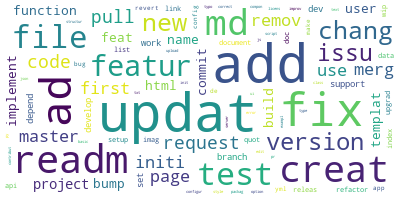 function
pull
new
md
remov
chang
file
feat
link
dev
user
revert
config
wip
list
work
name
document
doc
issu
code
featur
commit
add
use
merg
data
bug
implement
ad
first
html
support
depend
develop
updat
fix
templat
build
master
request
version
index
upgrad
setup
imag
quot
readm
initi
test
creat
branch
set
page
api
project
bump
yml
releas
refactor
app